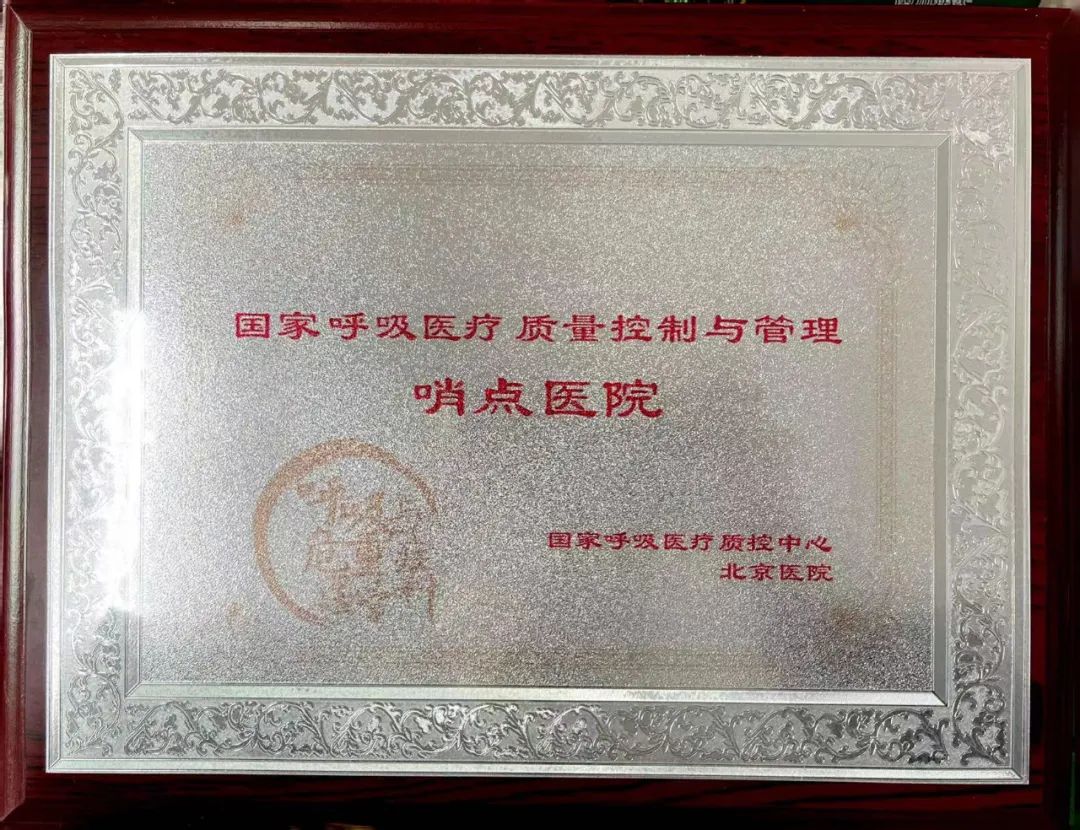 国家呼吸医疗 质量控制与管理
哨点医院
国家呼吸医疗质控中心
北京医院